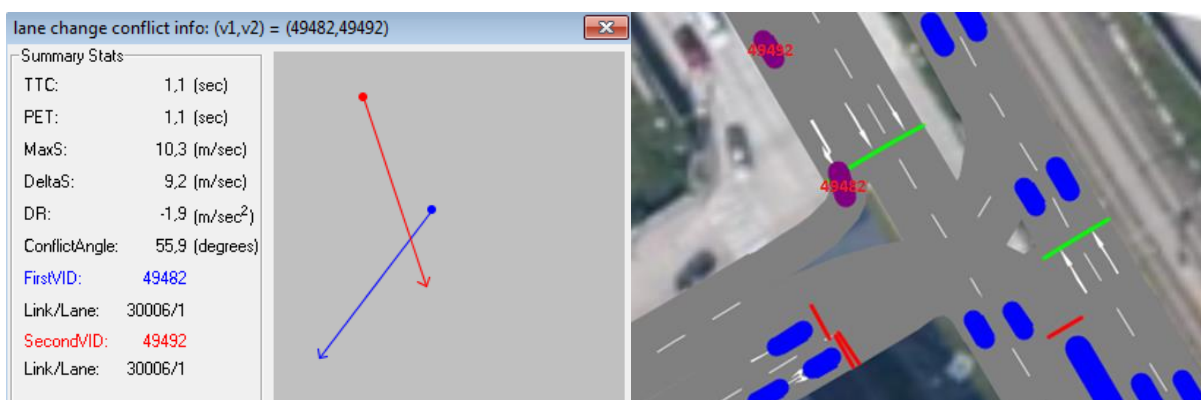 lane change conflict info: (v1,v2) = (49482,49492)
Summary Stats
TTC: 1,1 (sec)
PET: 1,1 (sec)
MaxS: 10,3 (m/sec)
DeltaS: 9,2 (m/sec)
DR: -1,9 (m/sec²)
ConflictAngle: 55,9 (degrees)
FirstVID: 49482
Link/Lane: 30006/1
SecondVID: 49492
Link/Lane: 30006/1
49492
49482